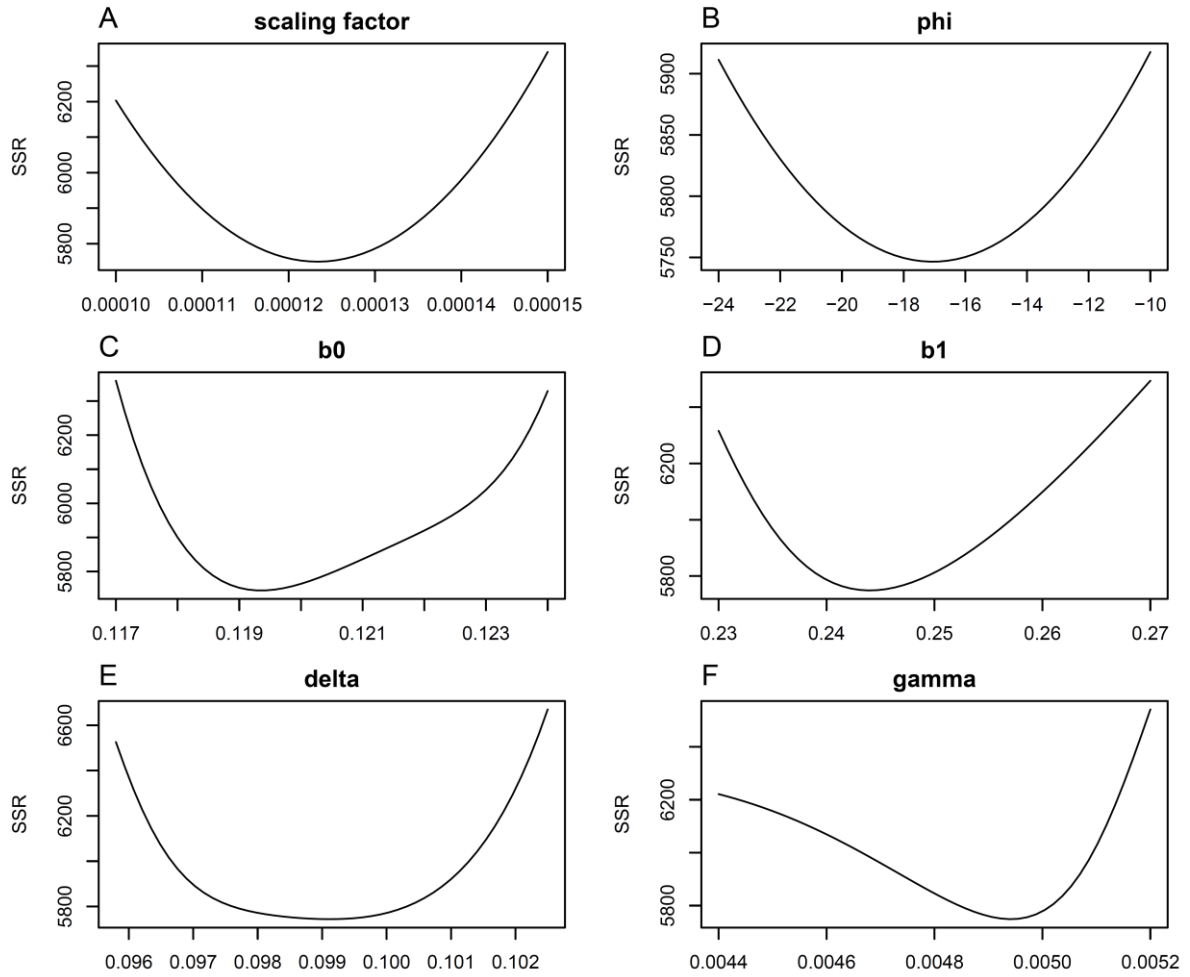 A
scaling factor
SSR
6200
6000
5800
0.00010 0.00011 0.00012 0.00013 0.00014 0.00015
B
phi
SSR
5900
5850
5800
5750
−24 −22 −20 −18 −16 −14 −12 −10
C
b0
SSR
6200
6000
5800
0.117 0.119 0.121 0.123
D
b1
SSR
6200
5800
0.23 0.24 0.25 0.26 0.27
E
delta
SSR
6600
6200
5800
0.096 0.097 0.098 0.099 0.100 0.101 0.102
F
gamma
SSR
6200
5800
0.0044 0.0046 0.0048 0.0050 0.0052